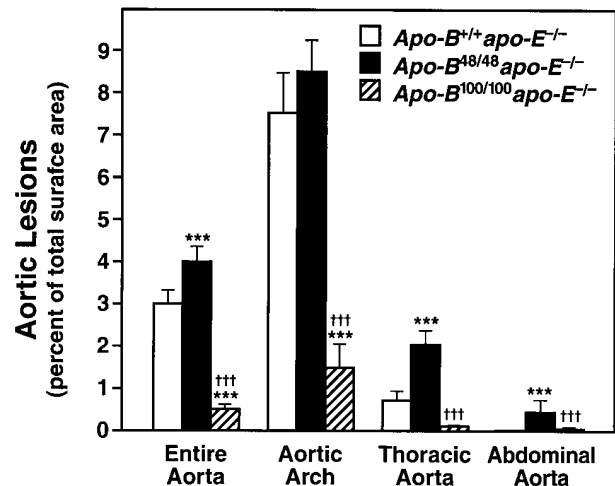 Aortic Lesions
(percent of total surafce area)
9
8
7
6
5
4
3
2
1
0
Apo-B+/+apo-E−/−
Apo-B48/48apo-E−/−
Apo-B100/100apo-E−/−
***
†††
***
†††
***
***
†††
***
†††
Entire
Aorta
Aortic
Arch
Thoracic
Aorta
Abdominal
Aorta